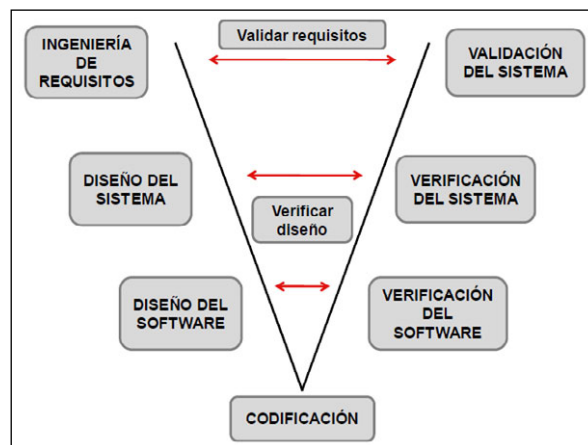 INGENIERÍA
DE
REQUISITOS
Validar requisitos
VALIDACIÓN
DEL SISTEMA
DISEÑO DEL
SISTEMA
Verificar
diseño
VERIFICACIÓN
DEL SISTEMA
DISEÑO DEL
SOFTWARE
VERIFICACIÓN
DEL
SOFTWARE
CODIFICACIÓN